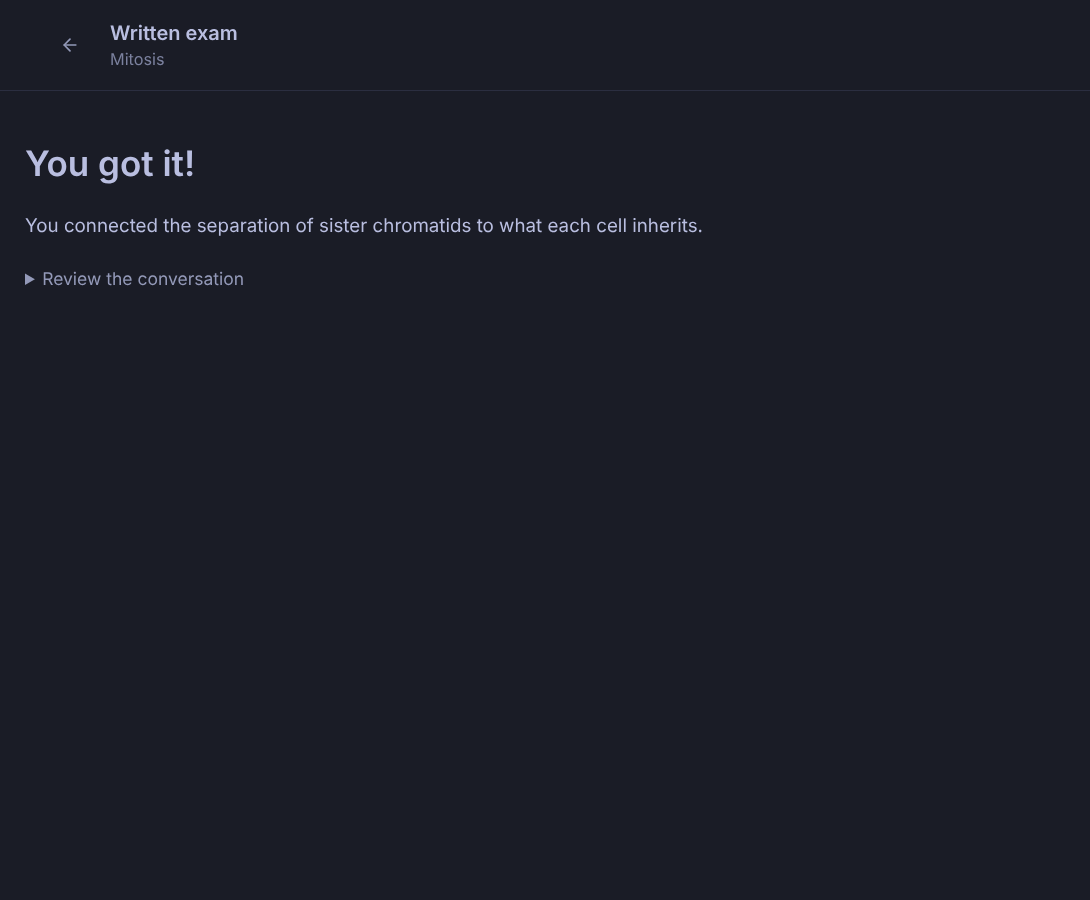 Written exam
Mitosis
You got it!
You connected the separation of sister chromatids to what each cell inherits.
Review the conversation